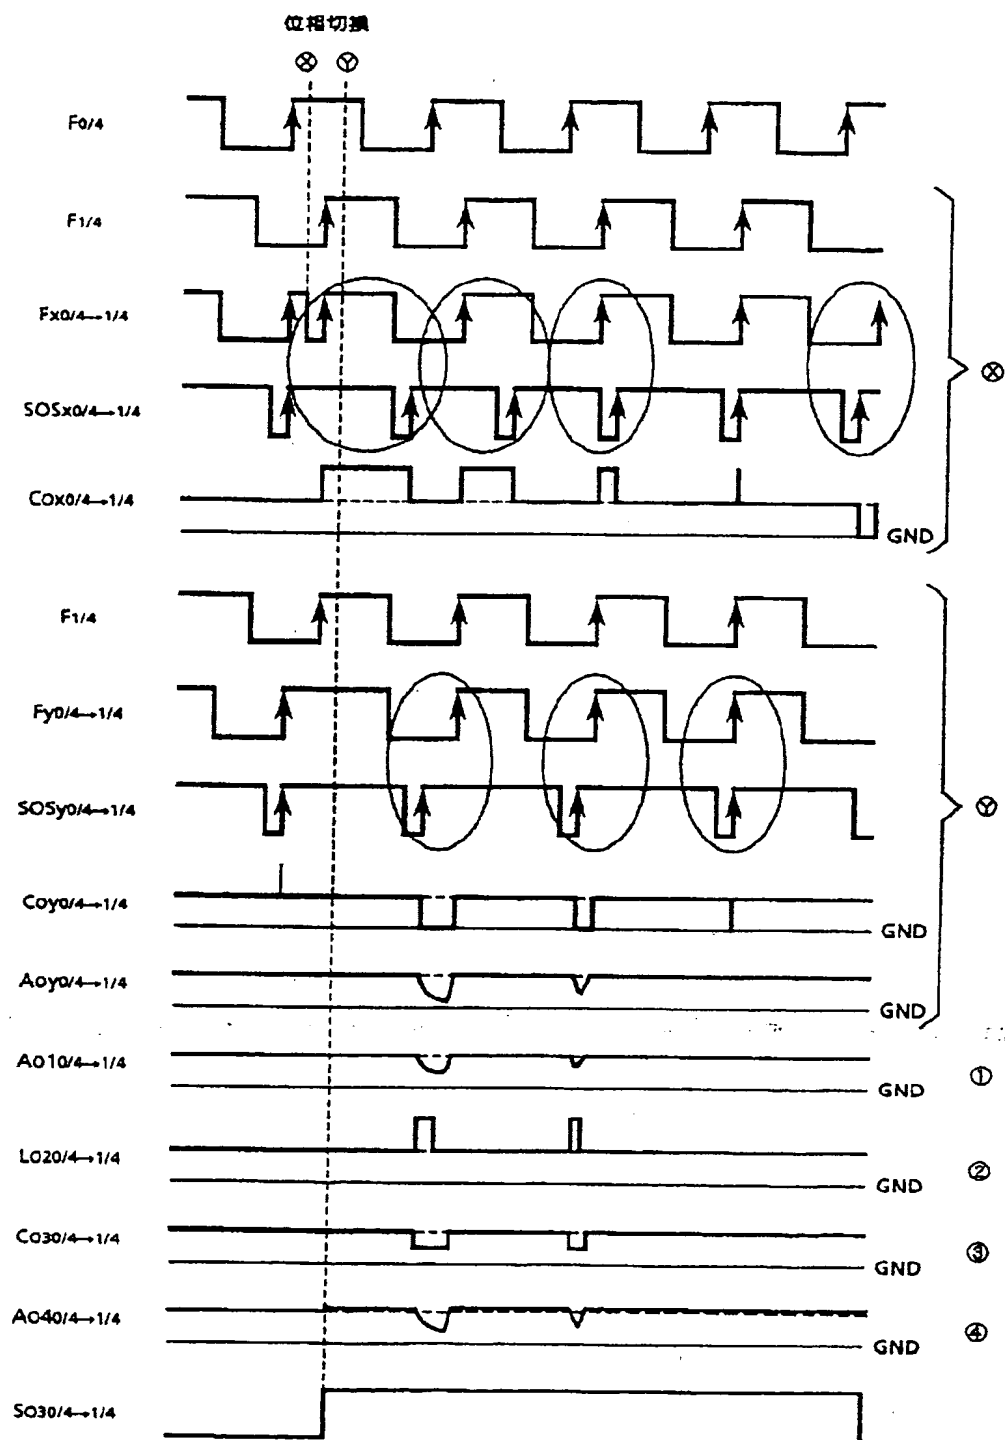 位相切換
Ⓧ Ⓨ
F0/4
F1/4
Fx0/4→1/4
SOSx0/4→1/4
Ⓧ
COx0/4→1/4
GND
F1/4
Fy0/4→1/4
SOSy0/4→1/4
Ⓨ
Coy0/4→1/4
GND
Aoy0/4→1/4
GND
Ao10/4→1/4
GND
①
Lo20/4→1/4
GND
②
Co30/4→1/4
GND
③
Ao40/4→1/4
GND
④
So30/4→1/4